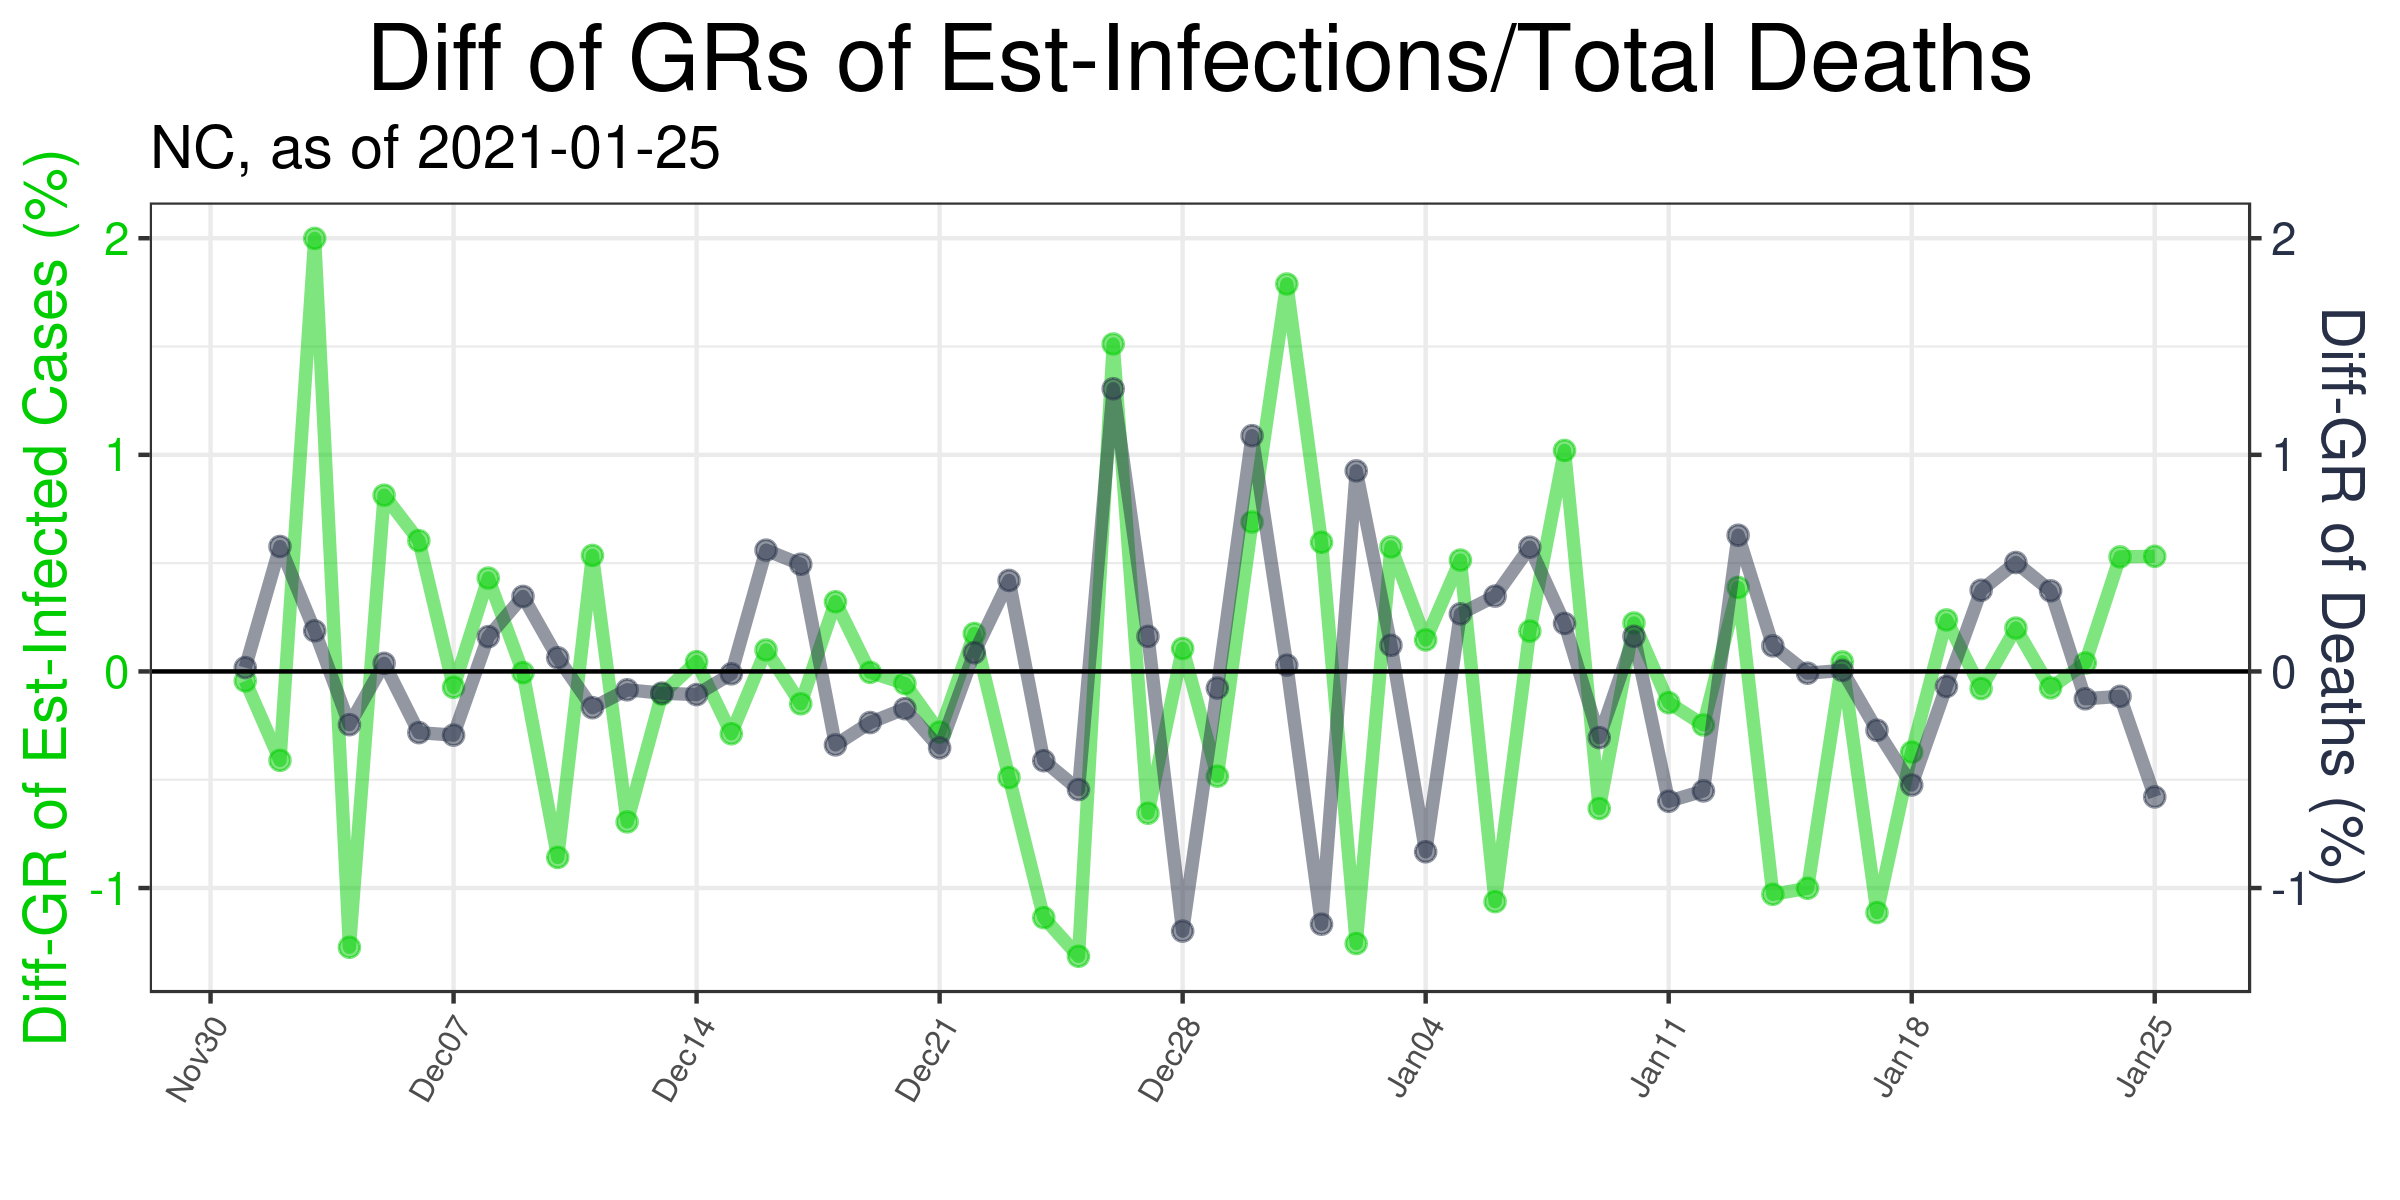 Diff of GRs of Est-Infections/Total Deaths
NC, as of 2021-01-25
Diff-GR of Est-Infected Cases (%)
2
1
0
-1
2
1
0
-1
Diff-GR of Deaths (%)
Nov30
Dec07
Dec14
Dec21
Dec28
Jan04
Jan11
Jan18
Jan25